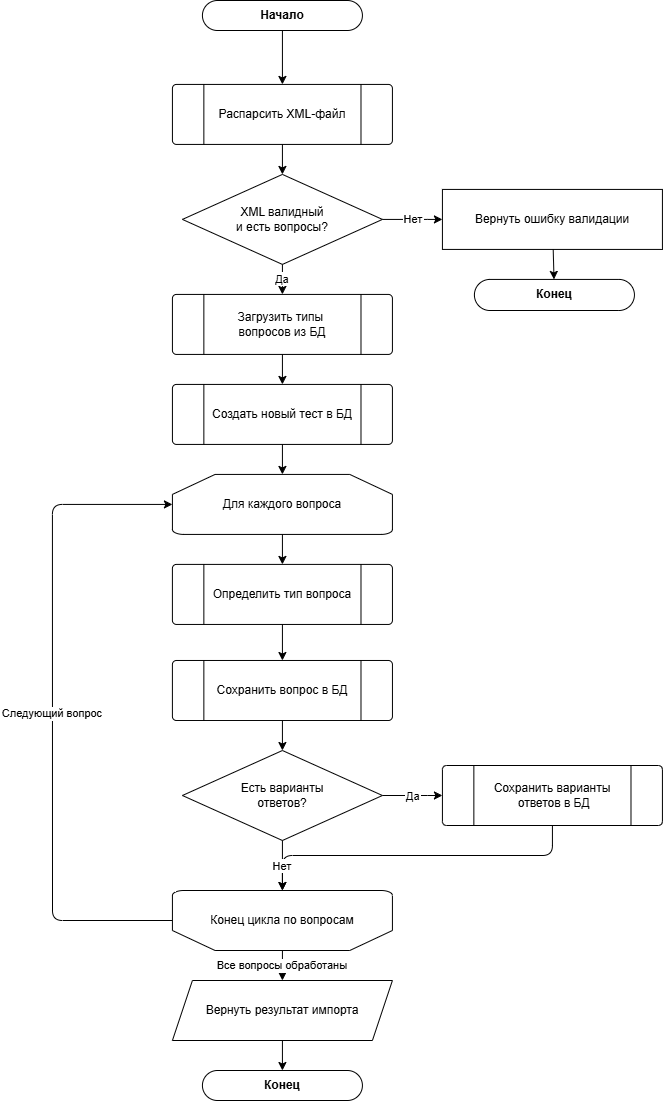 Начало
Распарсить XML-файл
XML валидный
и есть вопросы?
Нет
Вернуть ошибку валидации
Да
Конец
Загрузить типы
вопросов из БД
Создать новый тест в БД
Для каждого вопроса
Определить тип вопроса
Сохранить вопрос в БД
Следующий вопрос
Есть варианты
ответов?
Да
Сохранить варианты
ответов в БД
Нет
Конец цикла по вопросам
Все вопросы обработаны
Вернуть результат импорта
Конец